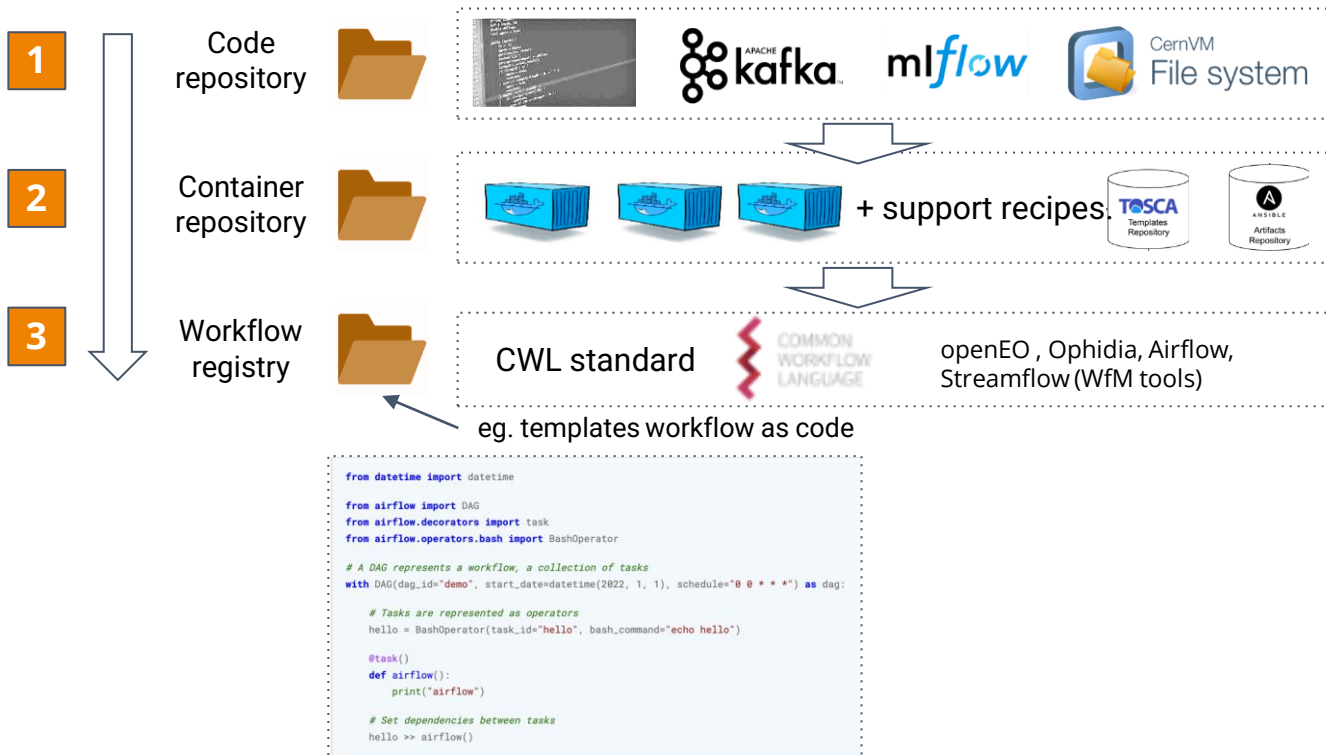 1
Code
repository
APACHE
kafka
mlflow
CernVM
File system
2
Container
repository
+ support recipes.
TOSCA
Templates
Repository
A
ANSIBLE
Artifacts
Repository
3
Workflow
registry
CWL standard
COMMON
WORKFLOW
LANGUAGE
openEO , Ophidia, Airflow,
Streamflow (WfM tools)
eg. templates workflow as code
from datetime import datetime
from airflow import DAG
from airflow.decorators import task
from airflow.operators.bash import BashOperator
# A DAG represents a workflow, a collection of tasks
with DAG(dag_id="demo", start_date=datetime(2022, 1, 1), schedule="0 0 * * *") as dag:
    # Tasks are represented as operators
    hello = BashOperator(task_id="hello", bash_command="echo hello")
    @task()
    def airflow():
        print("airflow")
    # Set dependencies between tasks
    hello >> airflow()